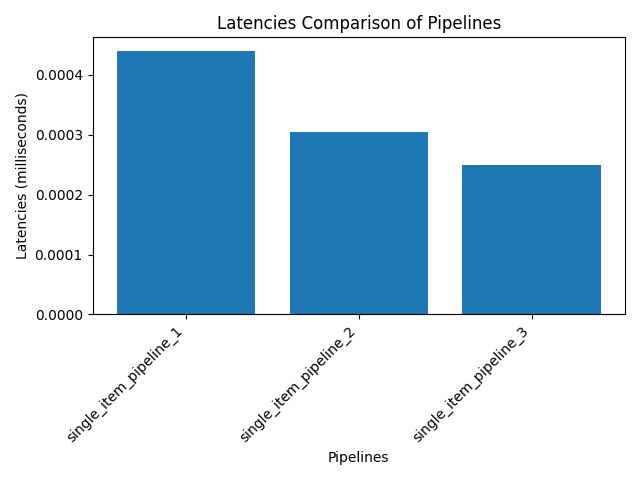 Latencies Comparison of Pipelines
Latencies (milliseconds)
0.0004
0.0003
0.0002
0.0001
0.0000
single_item_pipeline_1
single_item_pipeline_2
single_item_pipeline_3
Pipelines